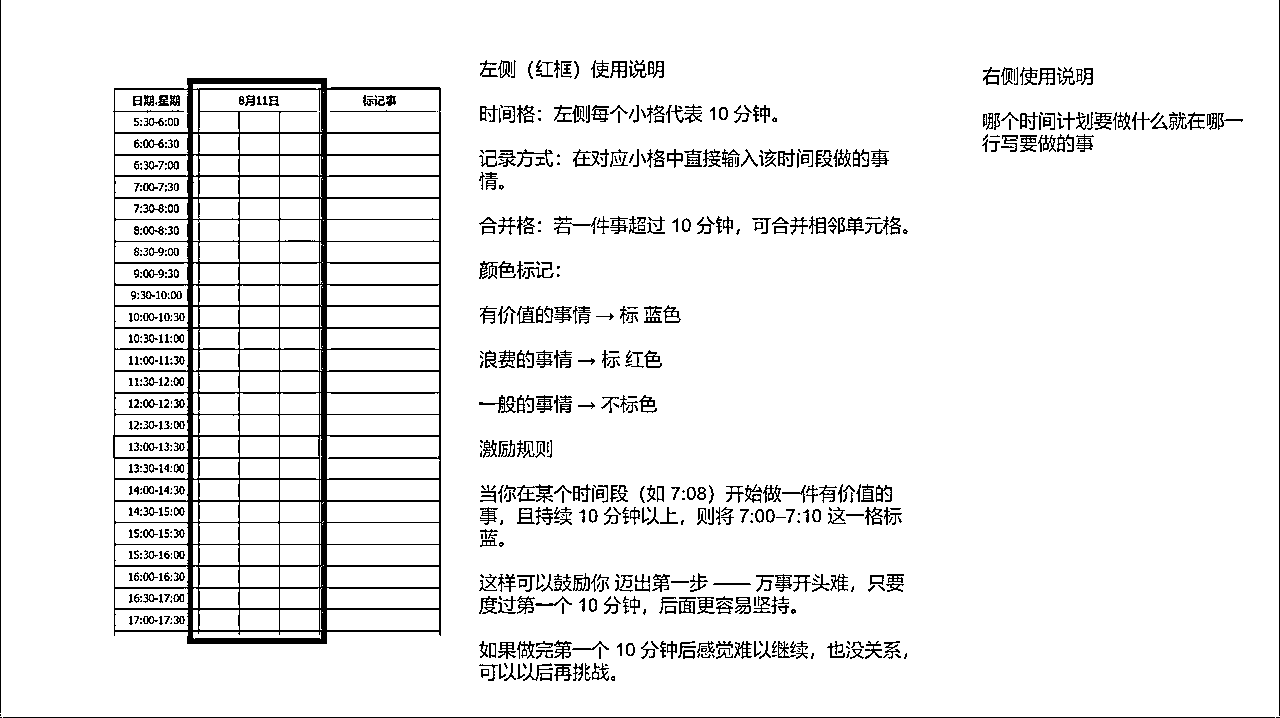 日期.星期 8月11日 标记事
5:30-6:00
6:00-6:30
6:30-7:00
7:00-7:30
7:30-8:00
8:00-8:30
8:30-9:00
9:00-9:30
9:30-10:00
10:00-10:30
10:30-11:00
11:00-11:30
11:30-12:00
12:00-12:30
12:30-13:00
13:00-13:30
13:30-14:00
14:00-14:30
14:30-15:00
15:00-15:30
15:30-16:00
16:00-16:30
16:30-17:00
17:00-17:30
左侧（红框）使用说明
时间格：左侧每个小格代表 10 分钟。
记录方式：在对应小格中直接输入该时间段做的事
情。
合并格：若一件事超过 10 分钟，可合并相邻单元格。
颜色标记：
有价值的事情 → 标 蓝色
浪费的事情 → 标 红色
一般的事情 → 不标色
激励规则
当你在某个时间段（如 7:08）开始做一件有价值的
事，且持续 10 分钟以上，则将 7:00–7:10 这一格标
蓝。
这样可以鼓励你 迈出第一步 —— 万事开头难，只要
度过第一个 10 分钟，后面更容易坚持。
如果做完第一个 10 分钟后感觉难以继续，也没关系，
可以以后再挑战。
右侧使用说明
哪个时间计划要做什么就在哪一
行写要做的事